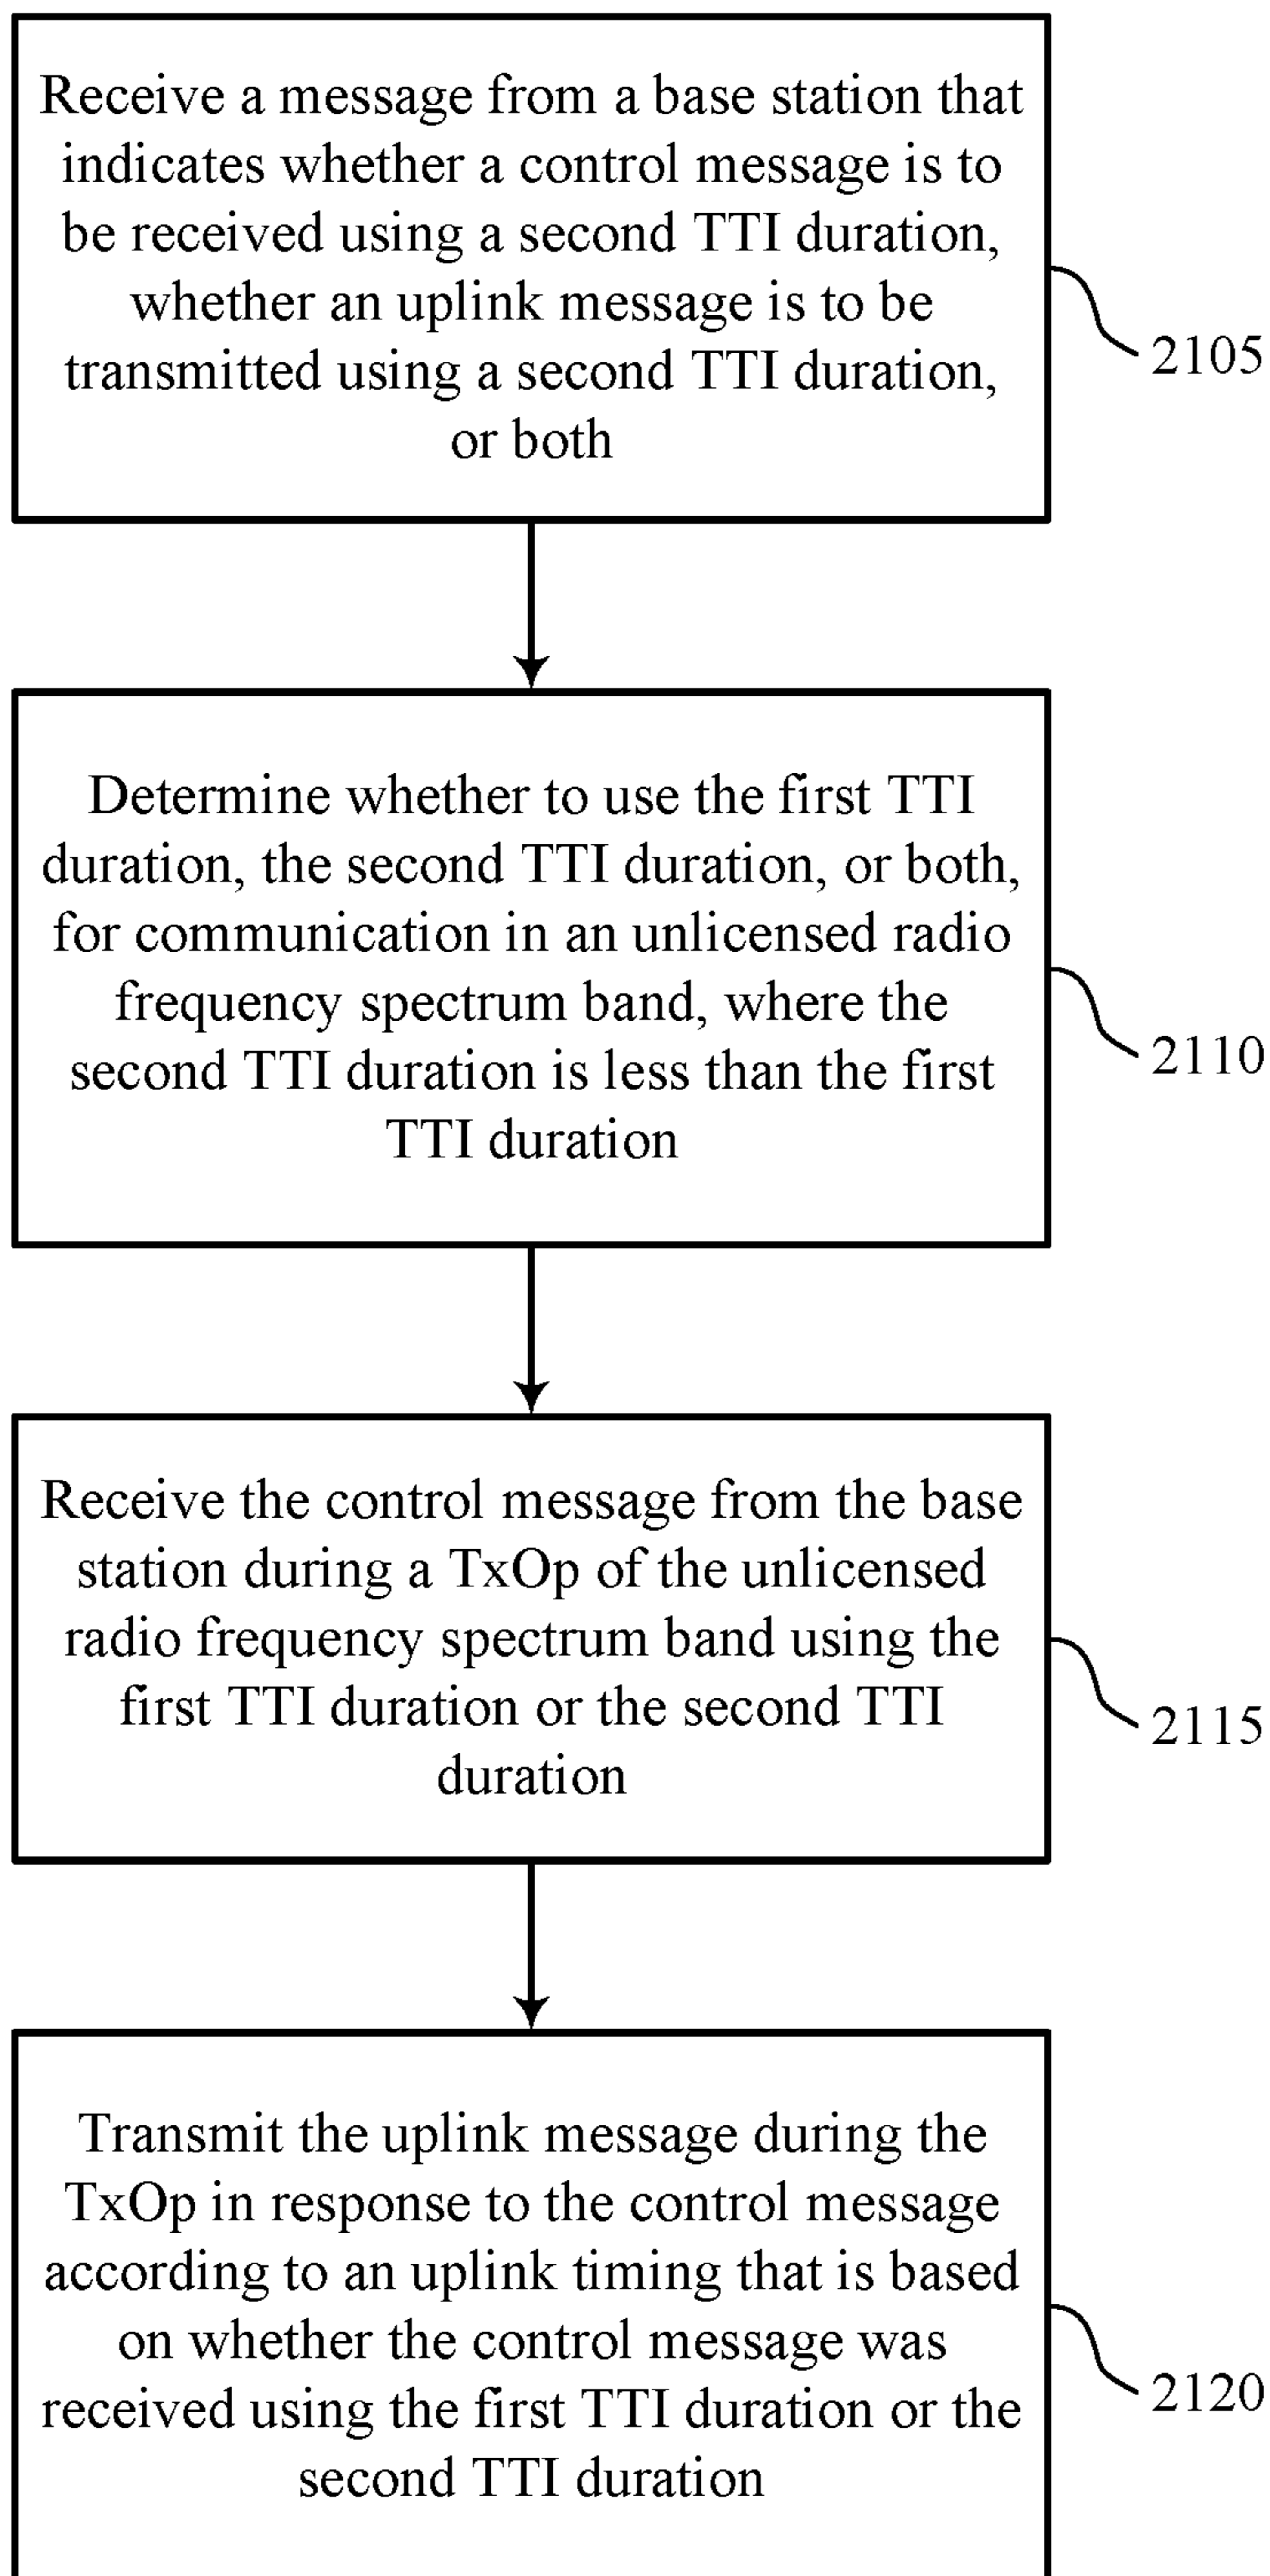 Receive a message from a base station that
indicates whether a control message is to
be received using a second TTI duration,
whether an uplink message is to be
transmitted using a second TTI duration,
or both
2105
Determine whether to use the first TTI
duration, the second TTI duration, or both,
for communication in an unlicensed radio
frequency spectrum band, where the
second TTI duration is less than the first
TTI duration
2110
Receive the control message from the base
station during a TxOp of the unlicensed
radio frequency spectrum band using the
first TTI duration or the second TTI
duration
2115
Transmit the uplink message during the
TxOp in response to the control message
according to an uplink timing that is based
on whether the control message was
received using the first TTI duration or the
second TTI duration
2120